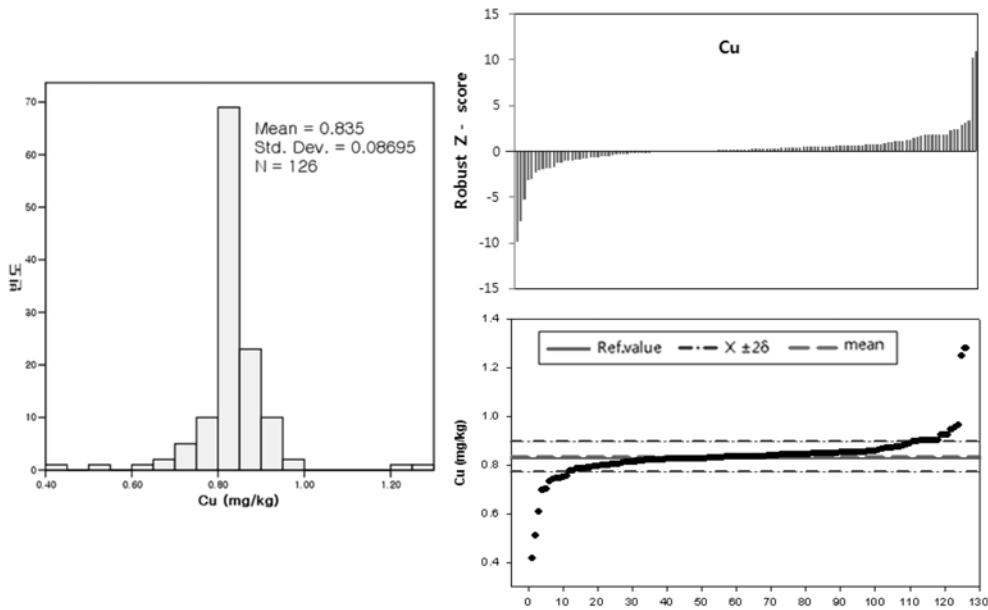 70
60
50
40
30
20
10
0
빈도
Mean = 0.835
Std. Dev. = 0.08695
N = 126
0.40
0.60
0.80
1.00
1.20
Cu (mg/kg)
15
10
5
0
-5
-10
-15
Robust Z - score
Cu
1.4
1.2
1.0
0.8
0.6
0.4
Cu (mg/kg)
Ref.value X ±2δ mean
0 10 20 30 40 50 60 70 80 90 100 110 120 130